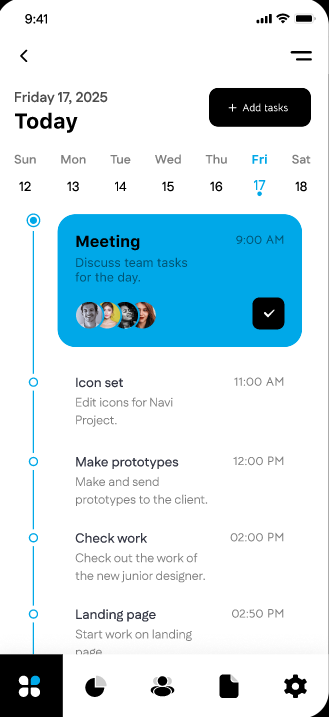 9:41
Friday 17, 2025
Today
+ Add tasks
Sun Mon Tue Wed Thu Fri Sat
12 13 14 15 16 17 18
Meeting 9:00 AM
Discuss team tasks
for the day.
Icon set 11:00 AM
Edit icons for Navi
Project.
Make prototypes 12:00 PM
Make and send
prototypes to the client.
Check work 02:00 PM
Check out the work of
the new junior designer.
Landing page 02:50 PM
Start work on landing
page